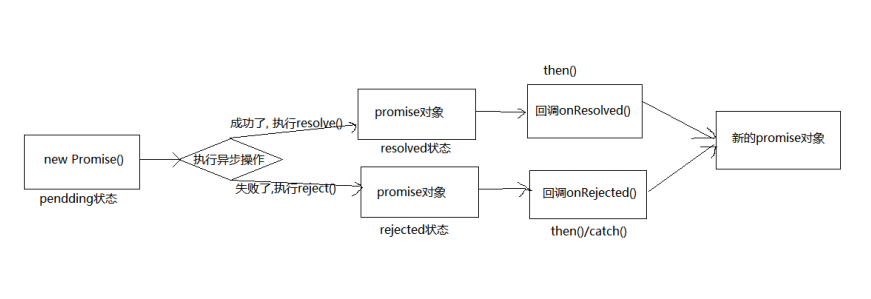 new Promise()
pendding状态
执行异步操作
成功了, 执行resolve()
promise对象
resolved状态
then()
回调onResolved()
失败了,执行reject()
promise对象
rejected状态
回调onRejected()
then()/catch()
新的promise对象